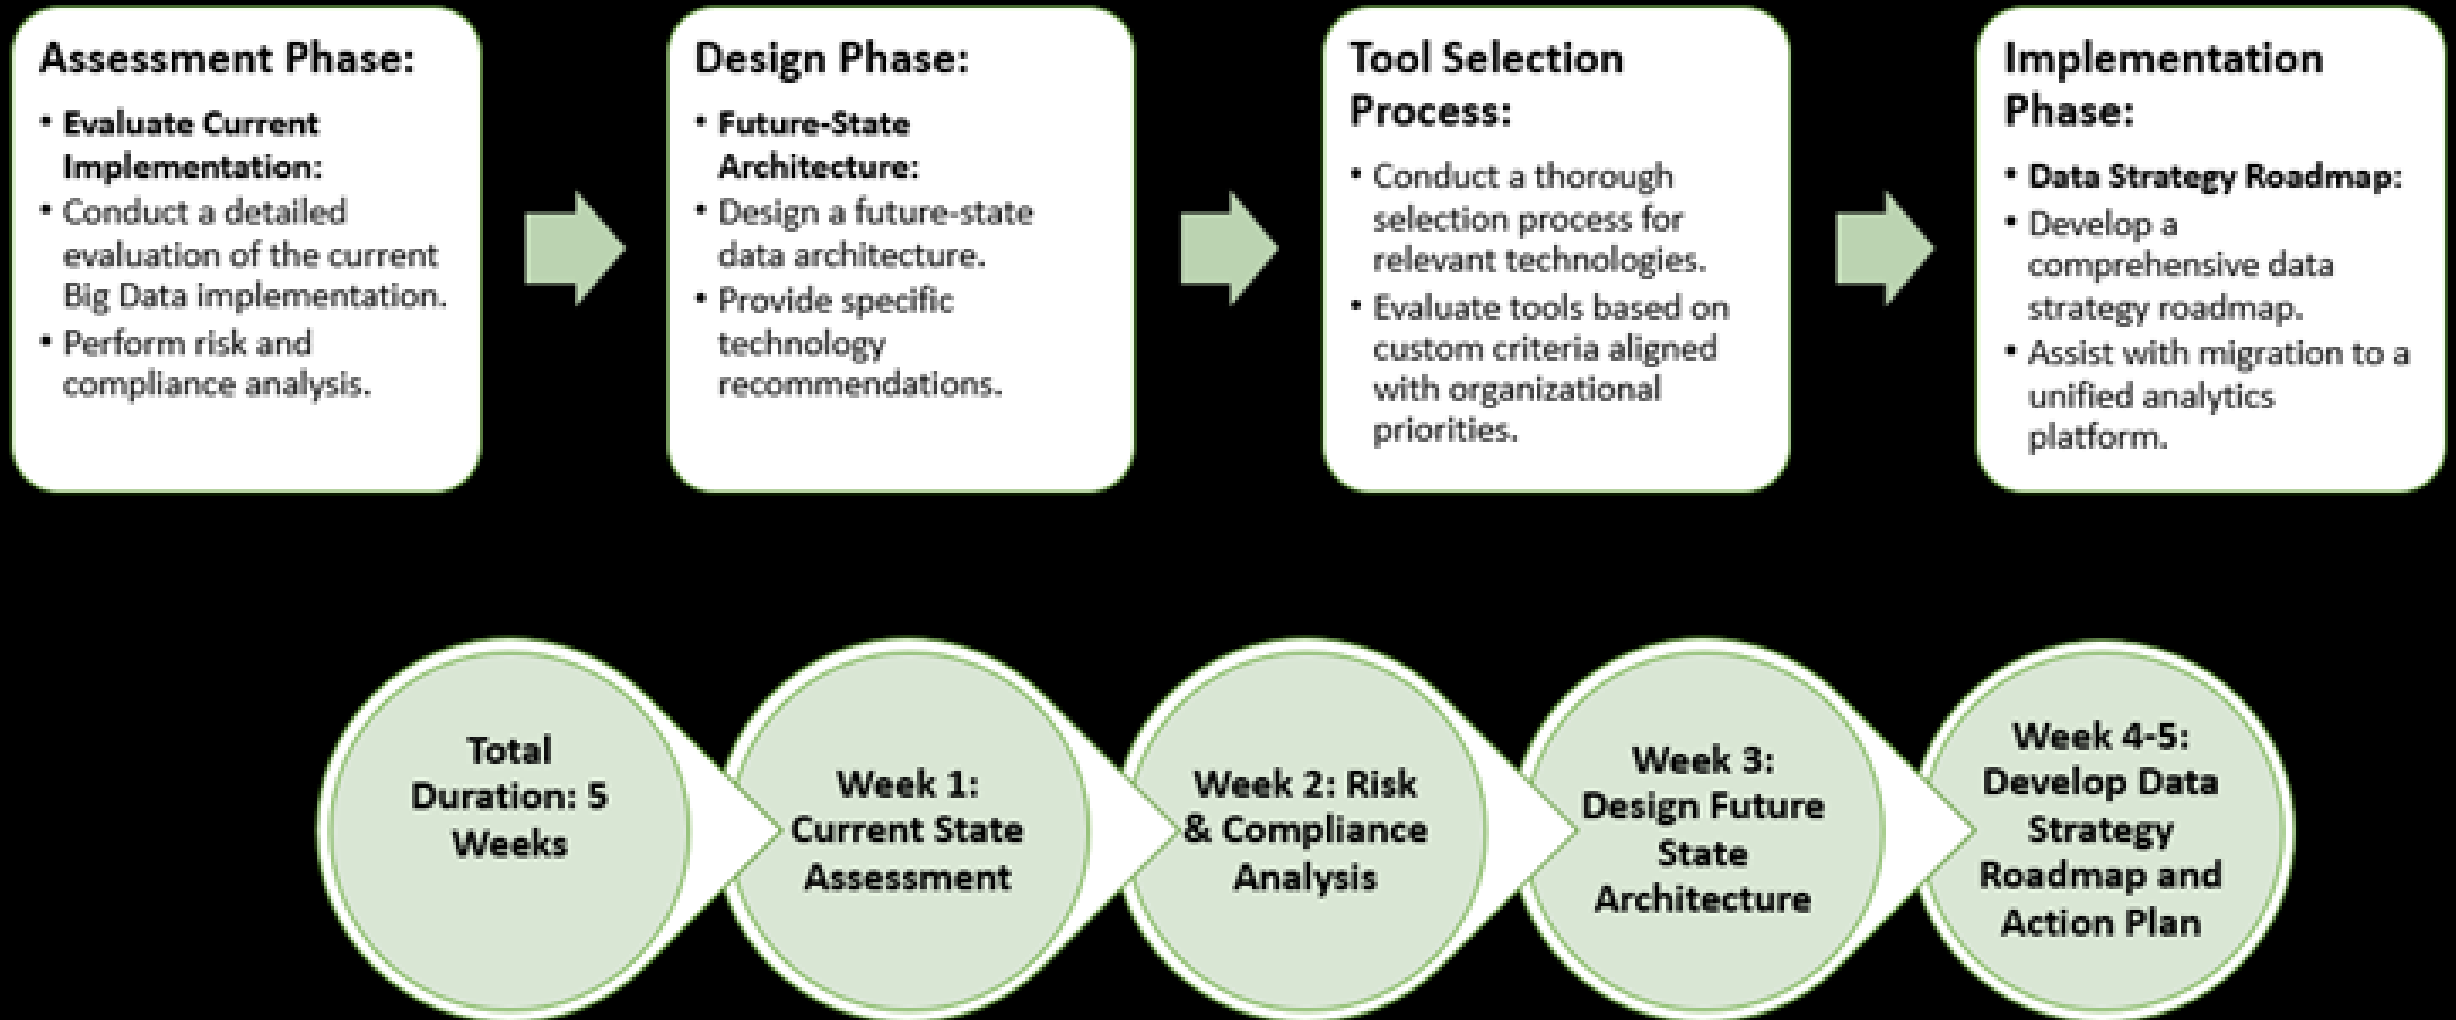 Assessment Phase:
• Evaluate Current
Implementation:
• Conduct a detailed
evaluation of the current
Big Data implementation.
• Perform risk and
compliance analysis.
Design Phase:
• Future-State
Architecture:
• Design a future-state
data architecture.
• Provide specific
technology
recommendations.
Tool Selection
Process:
• Conduct a thorough
selection process for
relevant technologies.
• Evaluate tools based on
custom criteria aligned
with organizational
priorities.
Implementation
Phase:
• Data Strategy Roadmap:
• Develop a
comprehensive data
strategy roadmap.
• Assist with migration to a
unified analytics
platform.
Total
Duration: 5
Weeks
Week 1:
Current State
Assessment
Week 2: Risk
& Compliance
Analysis
Week 3:
Design Future
State
Architecture
Week 4-5:
Develop Data
Strategy
Roadmap and
Action Plan